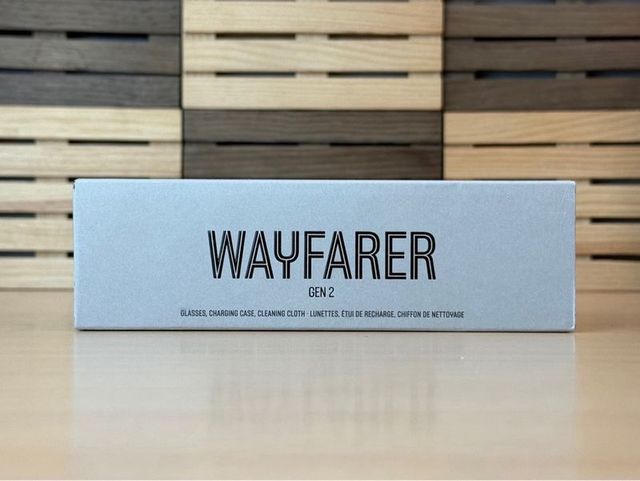 WAYFARER
GEN 2
GLASSES, CHARGING CASE, CLEANING CLOTH · LUNETTES, ÉTUI DE RECHARGE, CHIFFON DE NETTOYAGE